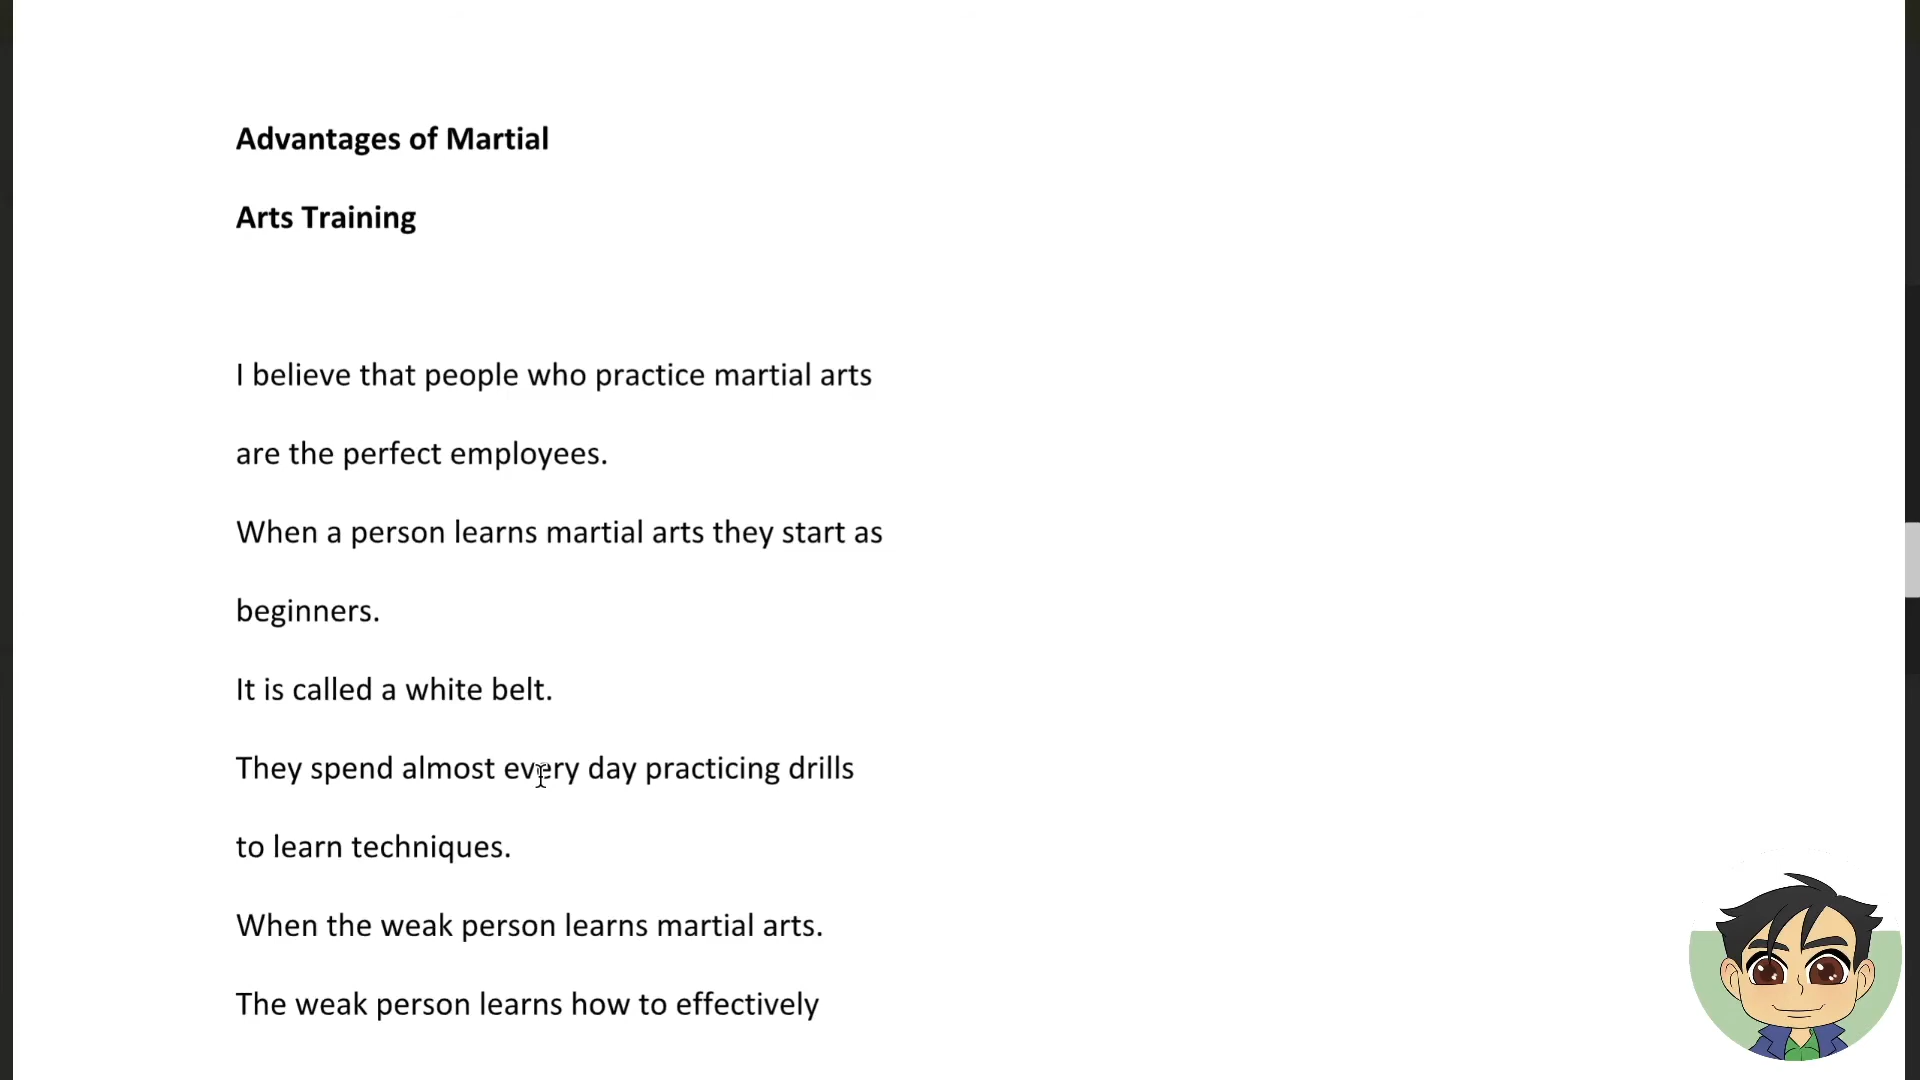 Advantages of Martial
Arts Training
I believe that people who practice martial arts
are the perfect employees.
When a person learns martial arts they start as
beginners.
It is called a white belt.
They spend almost every day practicing drills
to learn techniques.
When the weak person learns martial arts.
The weak person learns how to effectively